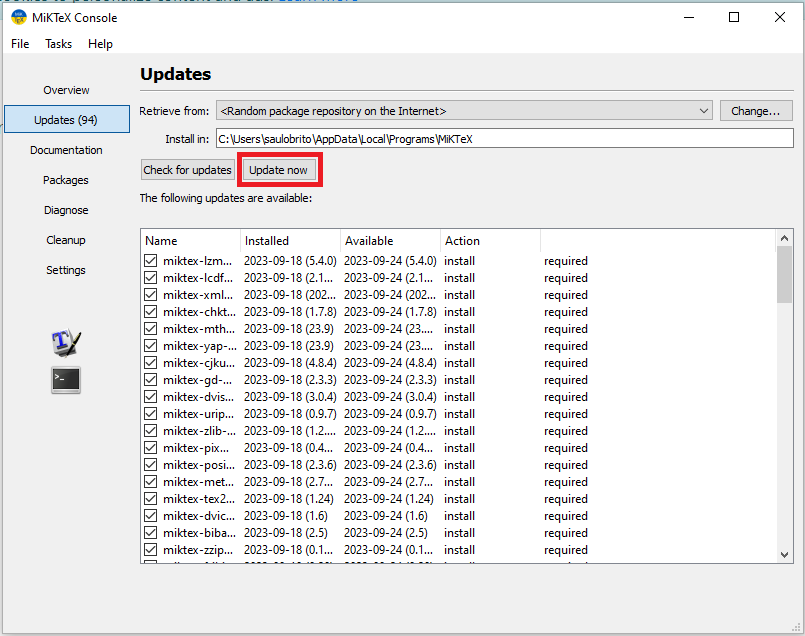 Learn more
MiKTeX Console
File Tasks Help
Updates
Overview
Updates (94)
Documentation
Packages
Diagnose
Cleanup
Settings
Retrieve from: <Random package repository on the Internet> Change...
Install in: C:\Users\saulobrito\AppData\Local\Programs\MiKTeX
Check for updates Update now
The following updates are available:
Name Installed Available Action
miktex-lzm... 2023-09-18 (5.4.0) 2023-09-24 (5.4.0) install required
miktex-lcdf... 2023-09-18 (2.1... 2023-09-24 (2.1... install required
miktex-xml... 2023-09-18 (202... 2023-09-24 (202... install required
miktex-chkt... 2023-09-18 (1.7.8) 2023-09-24 (1.7.8) install required
miktex-mth... 2023-09-18 (23.9) 2023-09-24 (23.... install required
miktex-yap-... 2023-09-18 (23.9) 2023-09-24 (23.... install required
miktex-cjku... 2023-09-18 (4.8.4) 2023-09-24 (4.8.4) install required
miktex-gd-... 2023-09-18 (2.3.3) 2023-09-24 (2.3.3) install required
miktex-dvis... 2023-09-18 (3.0.4) 2023-09-24 (3.0.4) install required
miktex-urip... 2023-09-18 (0.9.7) 2023-09-24 (0.9.7) install required
miktex-zlib-... 2023-09-18 (1.2.... 2023-09-24 (1.2.... install required
miktex-pix... 2023-09-18 (0.4... 2023-09-24 (0.4... install required
miktex-posi... 2023-09-18 (2.3.6) 2023-09-24 (2.3.6) install required
miktex-met... 2023-09-18 (2.7... 2023-09-24 (2.7... install required
miktex-tex2... 2023-09-18 (1.24) 2023-09-24 (1.24) install required
miktex-dvic... 2023-09-18 (1.6) 2023-09-24 (1.6) install required
miktex-biba... 2023-09-18 (2.5) 2023-09-24 (2.5) install required
miktex-zzip... 2023-09-18 (0.1... 2023-09-24 (0.1... install required